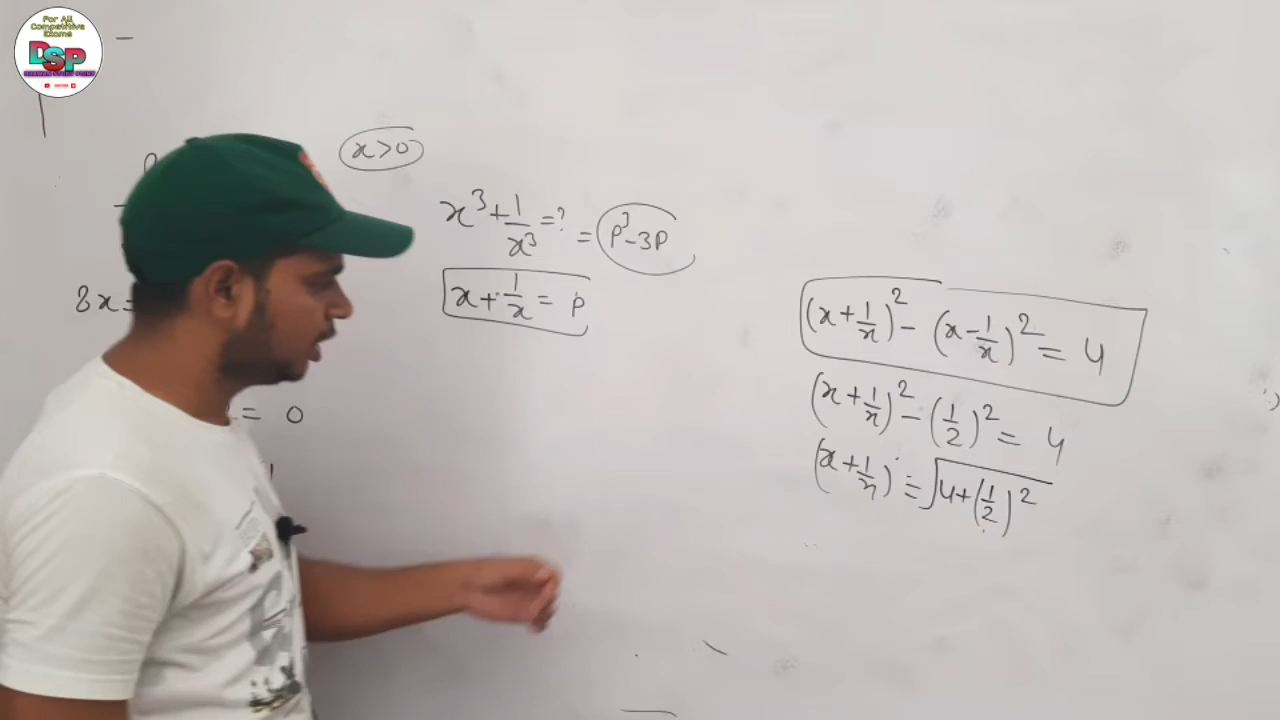 For All
Competitive
Exams
DSP
x>0
x³+1/x³=? = p³-3p
x+1/x = p
8x=
= 0
(x+1/x)² - (x-1/x)² = 4
(x+1/x)² - (1/2)² = 4
(x+1/x) = √4+(1/2)²